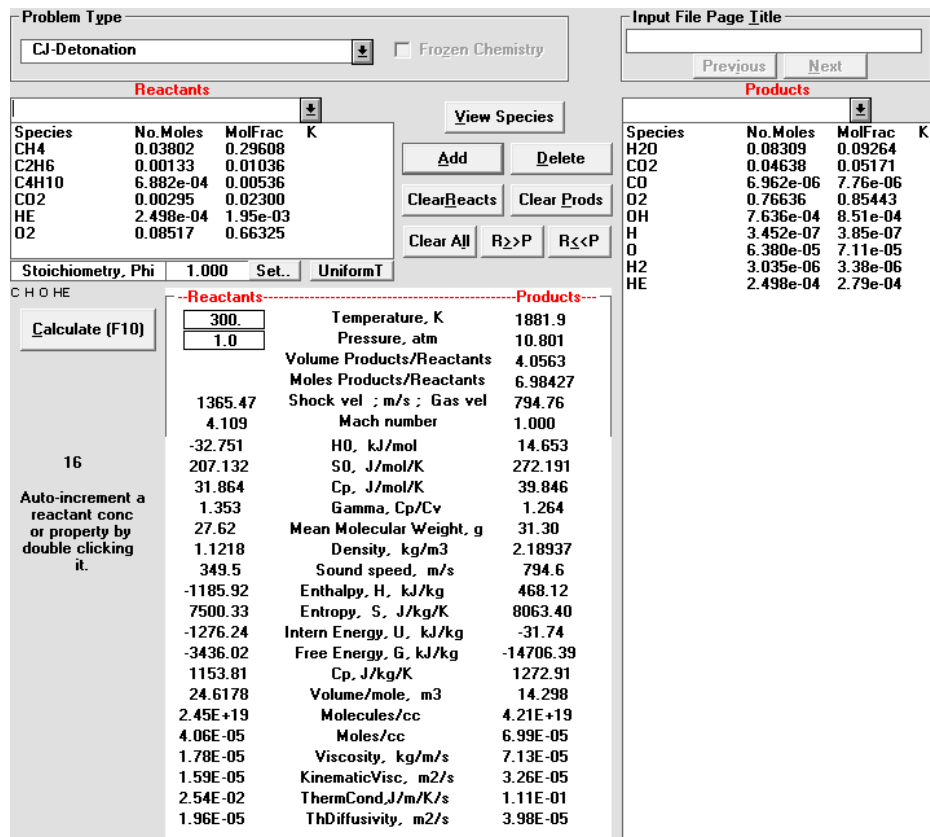 Problem Type
CJ-Detonation
Frozen Chemistry
Input File Page Title
Previous Next
Reactants
Species No.Moles MolFrac K
CH4 0.03802 0.29608
C2H6 0.00133 0.01036
C4H10 6.882e-04 0.00536
CO2 0.00295 0.02300
HE 2.498e-04 1.95e-03
O2 0.08517 0.66325
Stoichiometry, Phi 1.000 Set.. UniformT
View Species
Add Delete
ClearReacts Clear Prods
Clear All R>>P R<<P
Products
Species No.Moles MolFrac K
H2O 0.08309 0.09264
CO2 0.04638 0.05171
CO 6.962e-06 7.76e-06
O2 0.76636 0.85443
OH 7.636e-04 8.51e-04
H 3.452e-07 3.85e-07
O 6.380e-05 7.11e-05
H2 3.035e-06 3.38e-06
HE 2.498e-04 2.79e-04
C H O HE
Calculate (F10)
16
Auto-increment a
reactant conc
or property by
double clicking
it.
--Reactants--------------------------------------Products---
300. Temperature, K 1881.9
1.0 Pressure, atm 10.801
Volume Products/Reactants 4.0563
Moles Products/Reactants 6.98427
1365.47 Shock vel ; m/s ; Gas vel 794.76
4.109 Mach number 1.000
-32.751 H0, kJ/mol 14.653
207.132 S0, J/mol/K 272.191
31.864 Cp, J/mol/K 39.846
1.353 Gamma, Cp/Cv 1.264
27.62 Mean Molecular Weight, g 31.30
1.1218 Density, kg/m3 2.18937
349.5 Sound speed, m/s 794.6
-1185.92 Enthalpy, H, kJ/kg 468.12
7500.33 Entropy, S, J/kg/K 8063.40
-1276.24 Intern Energy, U, kJ/kg -31.74
-3436.02 Free Energy, G, kJ/kg -14706.39
1153.81 Cp, J/kg/K 1272.91
24.6178 Volume/mole, m3 14.298
2.45E+19 Molecules/cc 4.21E+19
4.06E-05 Moles/cc 6.99E-05
1.78E-05 Viscosity, kg/m/s 7.13E-05
1.59E-05 KinematicVisc, m2/s 3.26E-05
2.54E-02 ThermCond,J/m/K/s 1.11E-01
1.96E-05 ThDiffusivity, m2/s 3.98E-05